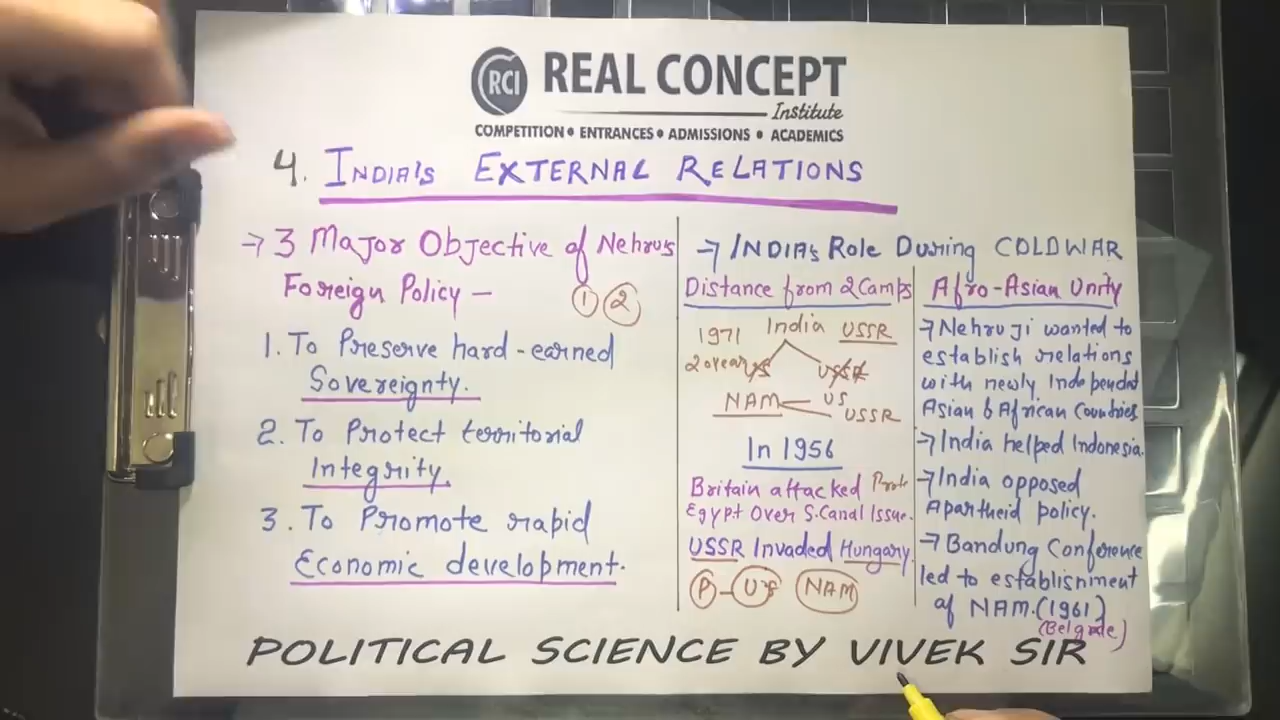 RCI
REAL CONCEPT
Institute
COMPETITION • ENTRANCES • ADMISSIONS • ACADEMICS
4. INDIA'S EXTERNAL RELATIONS
→ 3 Major Objective of Nehru's
Foreign Policy –
1 2
1. To Preserve hard-earned
Sovereignty.
2. To Protect territorial
Integrity.
3. To Promote rapid
Economic development.
→ INDIA's Role During COLDWAR
Distance from 2 Camps
1971 India USSR
20 years
NAM US
USSR
In 1956
Britain attacked
Egypt Over S.Canal Issue.
USSR Invaded Hungary.
P - NAM
Afro-Asian Unity
→ Nehru ji wanted to
establish relations
with newly Independent
Asian & African Countries
→ India helped Indonesia.
→ India opposed
Apartheid policy.
→ Bandung Conference
led to establishment
of NAM. (1961)
(Belgrade)
POLITICAL SCIENCE BY VIVEK SIR